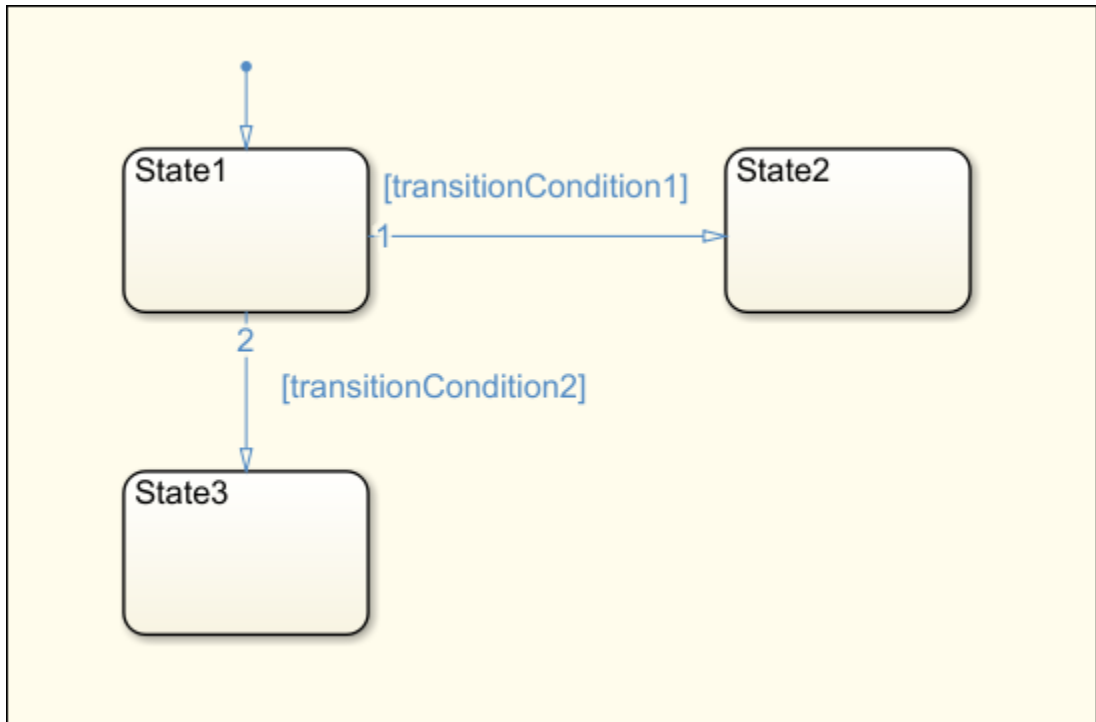 State1
[transitionCondition1]
State2
1
2
[transitionCondition2]
State3